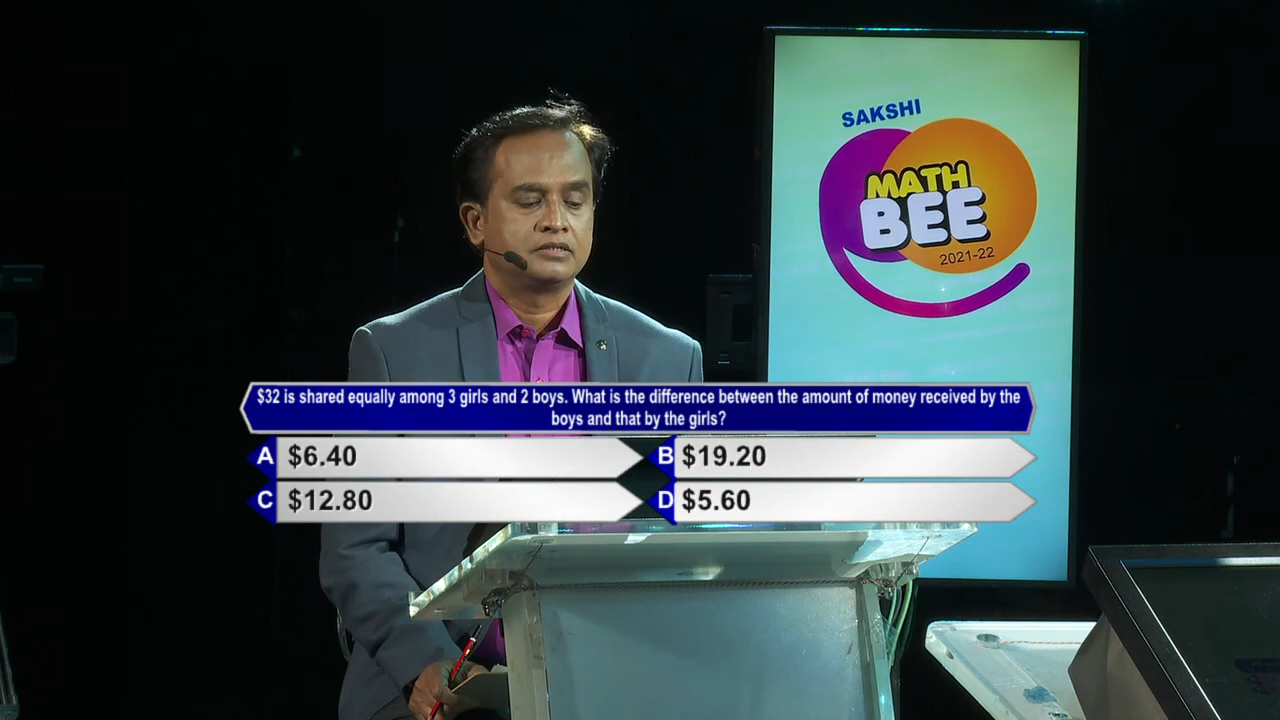 SAKSHI
MATH
BEE
2021-22
$32 is shared equally among 3 girls and 2 boys. What is the difference between the amount of money received by the
boys and that by the girls?
A $6.40
B $19.20
C $12.80
D $5.60